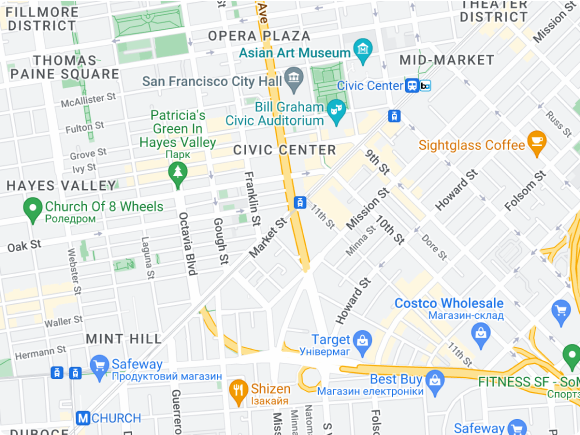 FILLMORE
DISTRICT
Ave
OPERA PLAZA
THEATER
DISTRICT
Mission St
Asian Art Museum
THOMAS
PAINE SQUARE
MID-MARKET
San Francisco City Hall
Civic Center
McAllister St
Patricia's
Green In
Hayes Valley
Парк
Bill Graham
Civic Auditorium
Russ St
Fulton St
Sightglass Coffee
Grove St
CIVIC CENTER
9th St
Ivy St
HAYES VALLEY
Franklin St
Howard St
Folsom St
Church Of 8 Wheels
Роледром
11th St
Mission St
10th St
Octavia Blvd
Gough St
Market St
Minna St
Dore St
Oak St
Laguna St
Webster St
Howard St
Costco Wholesale
Магазин-склад
Waller St
MINT HILL
Target
Універмаг
11th St
Hermann St
Safeway
Продуктовий магазин
Best Buy
Магазин електроніки
FITNESS SF - SoM
Спортз
Shizen
Ізакайя
Guerrero
CHURCH
Miss
Minna
Natom
S V
Folso
Safeway
DUBOCE